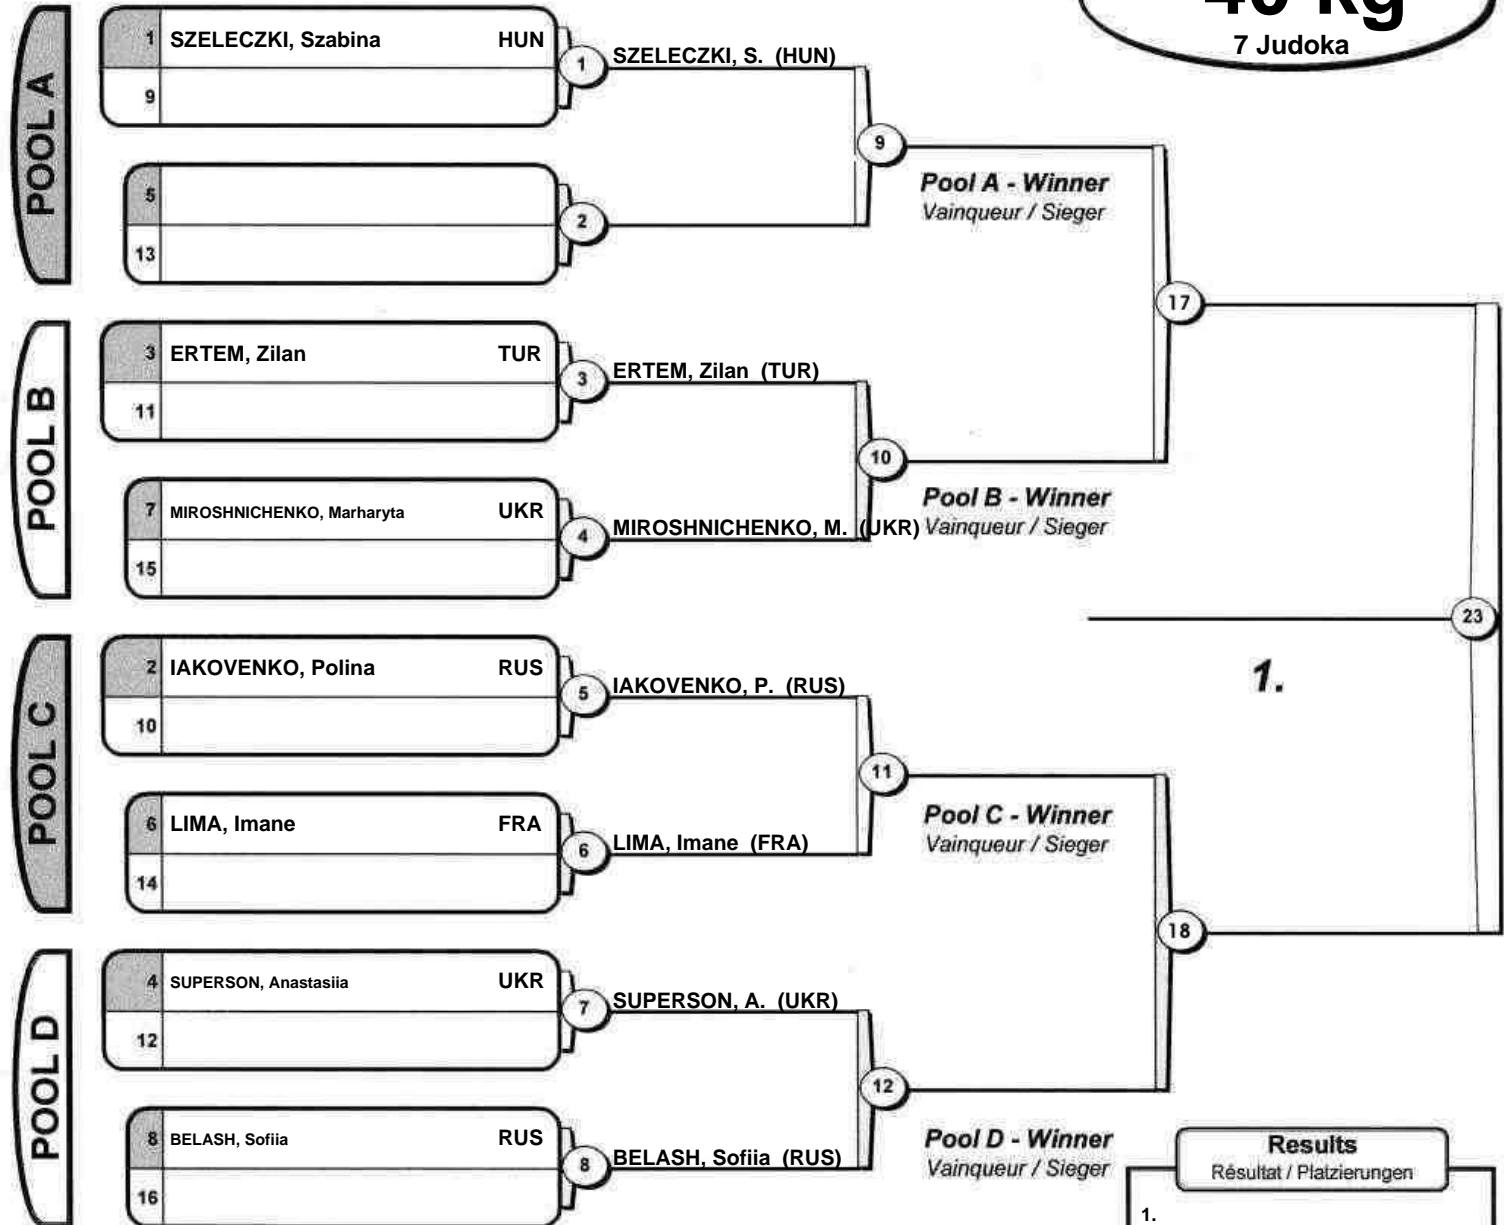 40 kg
7 Judoka
POOL A
1 SZELECZKI, Szabina HUN
9
1
SZELECZKI, S. (HUN)
5
13
2
9
Pool A - Winner
Vainqueur / Sieger
17
POOL B
3 ERTEM, Zilan TUR
11
3
ERTEM, Zilan (TUR)
7 MIROSHNICHENKO, Marharyta UKR
15
4
MIROSHNICHENKO, M. (UKR)
10
Pool B - Winner
Vainqueur / Sieger
23
1.
POOL C
2 IAKOVENKO, Polina RUS
10
5
IAKOVENKO, P. (RUS)
6 LIMA, Imane FRA
14
6
LIMA, Imane (FRA)
11
Pool C - Winner
Vainqueur / Sieger
18
POOL D
4 SUPERSON, Anastasiia UKR
12
7
SUPERSON, A. (UKR)
8 BELASH, Sofiia RUS
16
8
BELASH, Sofiia (RUS)
12
Pool D - Winner
Vainqueur / Sieger
Results
Résultat / Platzierungen
1.